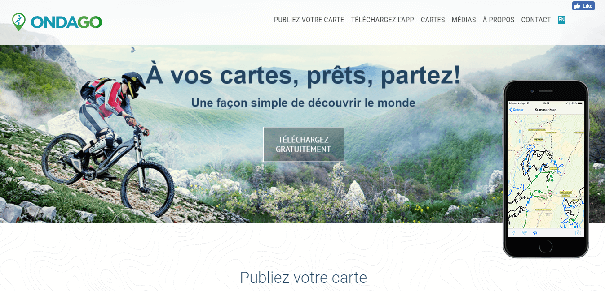 Like
ONDAGO
PUBLIEZ VOTRE CARTE TÉLÉCHARGEZ L'APP CARTES MÉDIAS À PROPOS CONTACT EN
À vos cartes, prêts, partez!
Une façon simple de découvrir le monde
TÉLÉCHARGEZ
GRATUITEMENT
Publiez votre carte